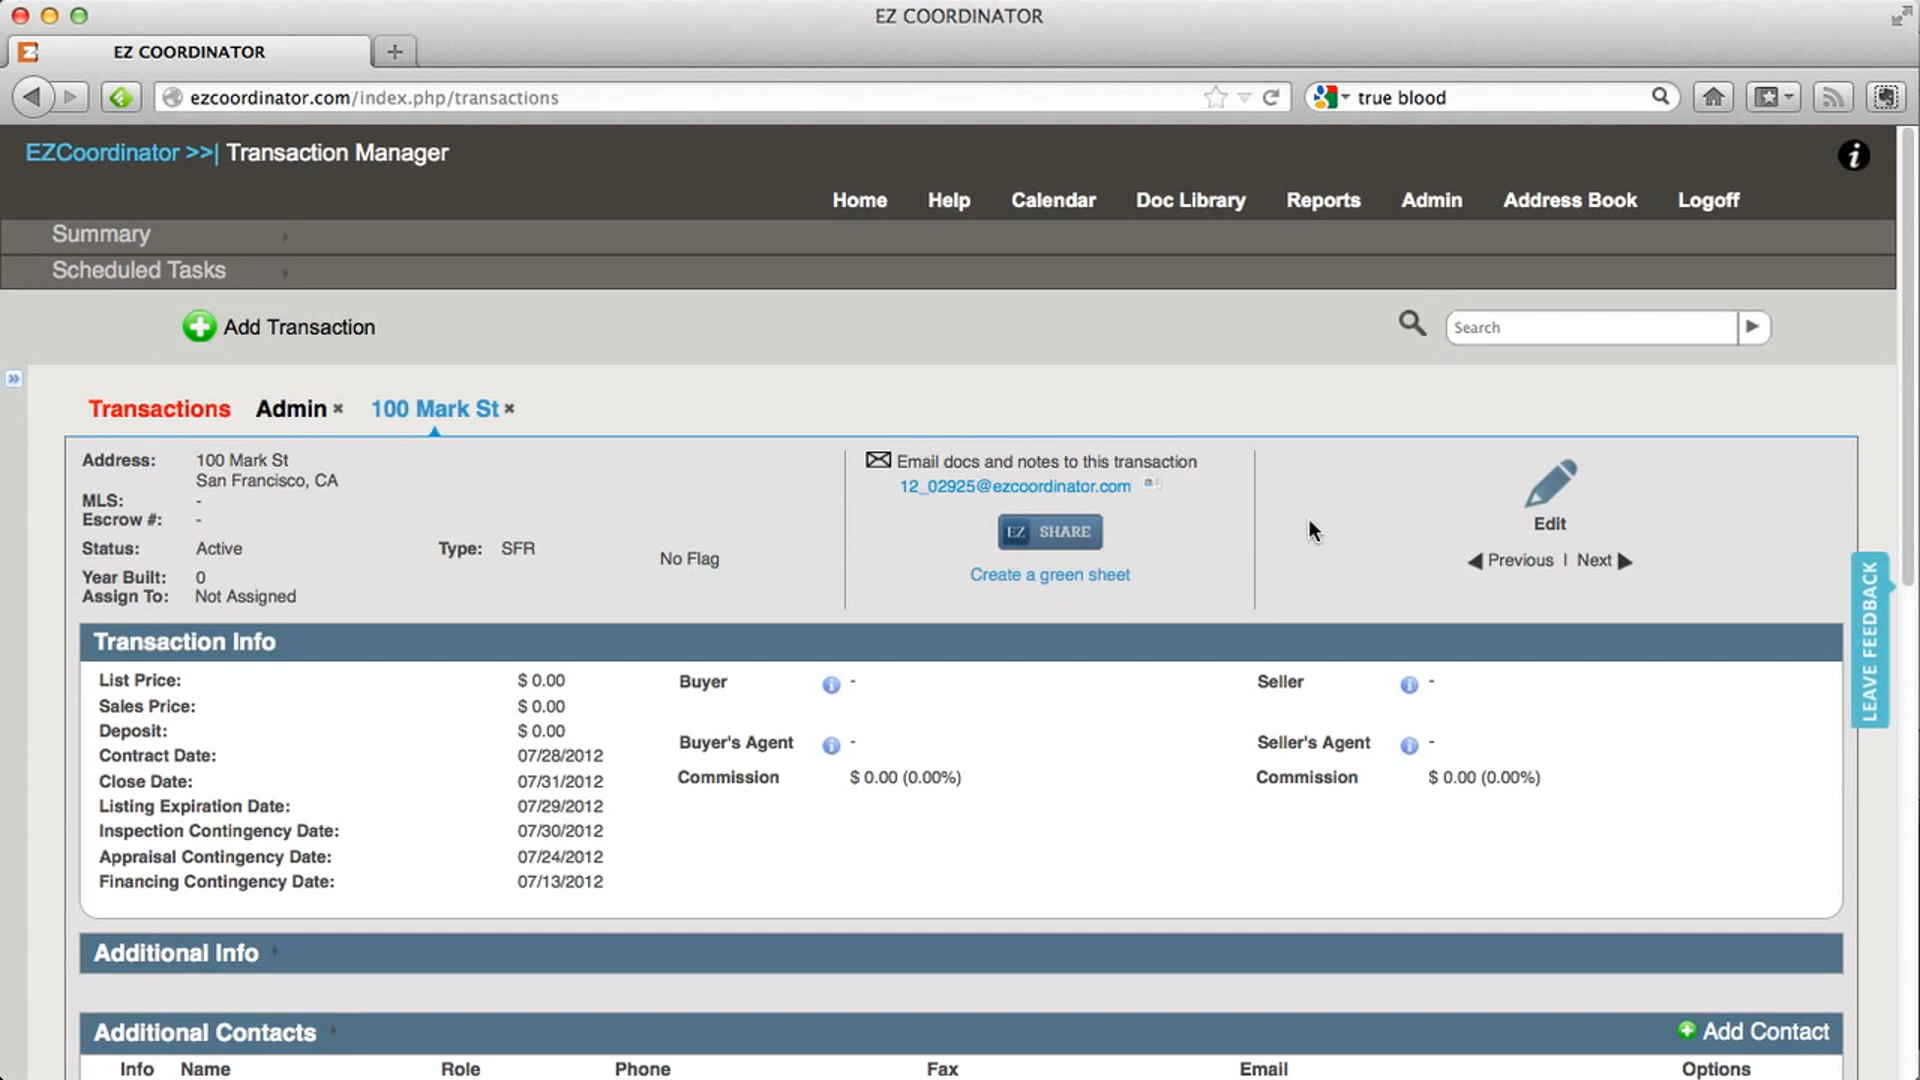 EZ COORDINATOR
EZ COORDINATOR
ezcoordinator.com/index.php/transactions
true blood
EZCoordinator >>| Transaction Manager
Home Help Calendar Doc Library Reports Admin Address Book Logoff
Summary
Scheduled Tasks
Add Transaction
Search
Transactions Admin × 100 Mark St ×
Address: 100 Mark St
San Francisco, CA
MLS: -
Escrow #: -
Status: Active Type: SFR No Flag
Year Built: 0
Assign To: Not Assigned
Email docs and notes to this transaction
12_02925@ezcoordinator.com
EZ SHARE
Create a green sheet
Edit
Previous | Next
LEAVE FEEDBACK
Transaction Info
List Price: $ 0.00
Sales Price: $ 0.00
Deposit: $ 0.00
Contract Date: 07/28/2012
Close Date: 07/31/2012
Listing Expiration Date: 07/29/2012
Inspection Contingency Date: 07/30/2012
Appraisal Contingency Date: 07/24/2012
Financing Contingency Date: 07/13/2012
Buyer -
Buyer's Agent -
Commission $ 0.00 (0.00%)
Seller -
Seller's Agent -
Commission $ 0.00 (0.00%)
Additional Info
Additional Contacts
Add Contact
Info Name Role Phone Fax Email Options